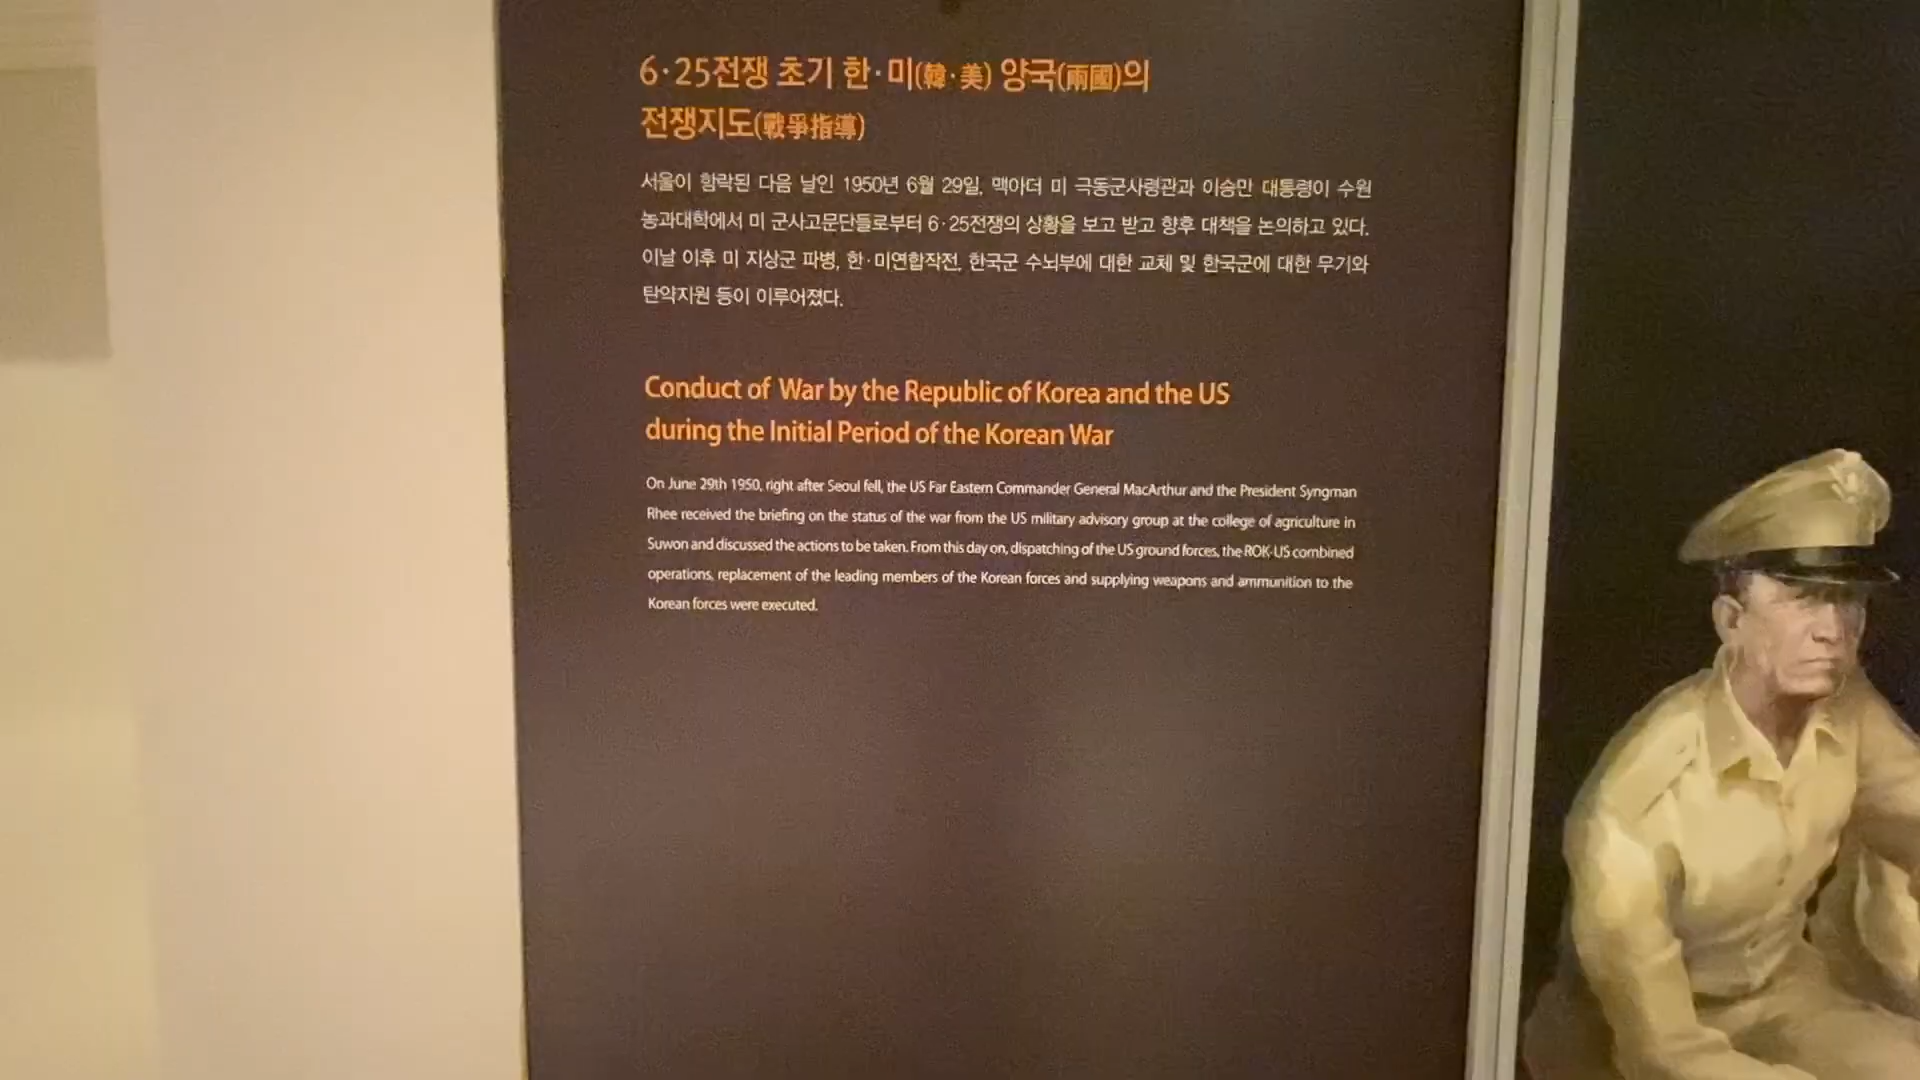 6·25전쟁 초기 한·미(韓·美) 양국(兩國)의
전쟁지도(戰爭指導)
서울이 함락된 다음 날인 1950년 6월 29일, 맥아더 미 극동군사령관과 이승만 대통령이 수원
농과대학에서 미 군사고문단들로부터 6·25전쟁의 상황을 보고 받고 향후 대책을 논의하고 있다.
이날 이후 미 지상군 파병, 한·미연합작전, 한국군 수뇌부에 대한 교체 및 한국군에 대한 무기와
탄약지원 등이 이루어졌다.
Conduct of War by the Republic of Korea and the US
during the Initial Period of the Korean War
On June 29th 1950, right after Seoul fell, the US Far Eastern Commander General MacArthur and the President Syngman
Rhee received the briefing on the status of the war from the US military advisory group at the college of agriculture in
Suwon and discussed the actions to be taken. From this day on, dispatching of the US ground forces, the ROK-US combined
operations, replacement of the leading members of the Korean forces and supplying weapons and ammunition to the
Korean forces were executed.